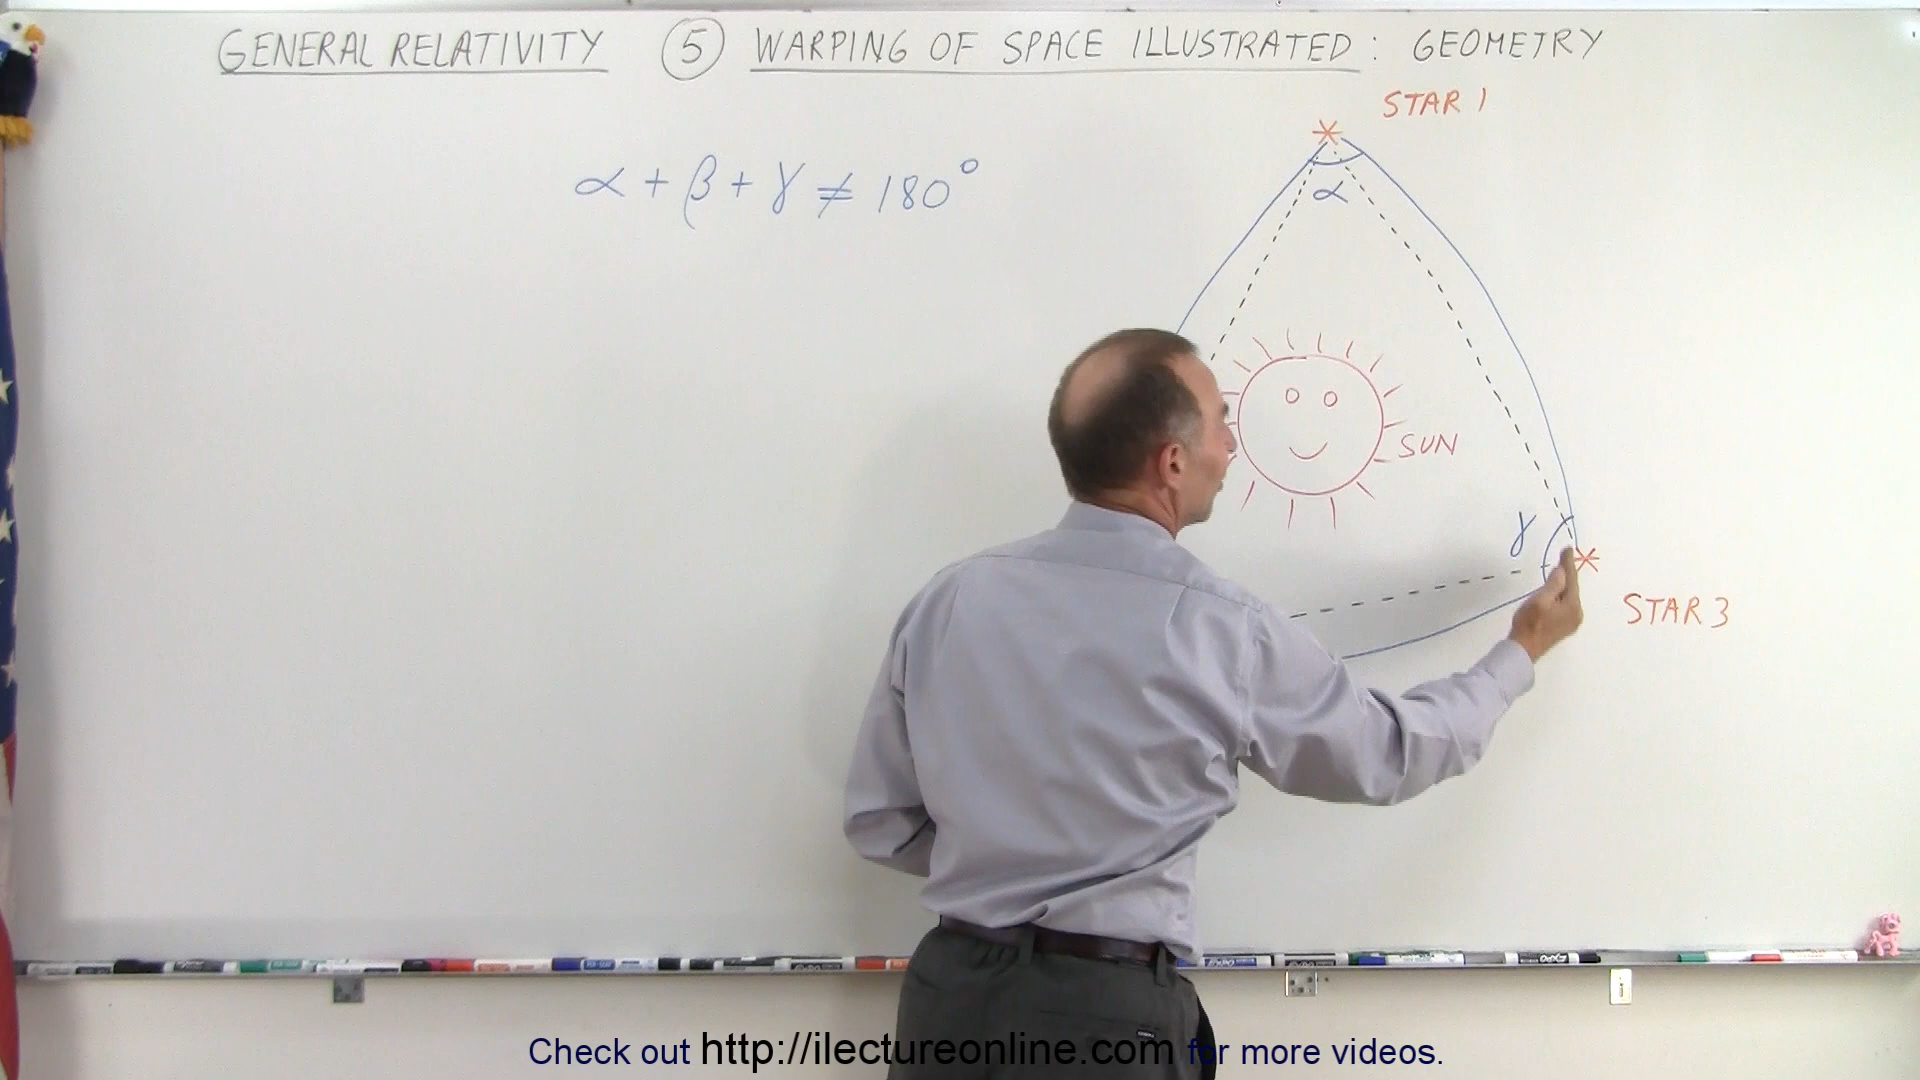 GENERAL RELATIVITY ⑤ WARPING OF SPACE ILLUSTRATED: GEOMETRY
STAR 1
α + β + γ ≠ 180°
α
SUN
γ
STAR 3
Check out http://ilectureonline.com for more videos.